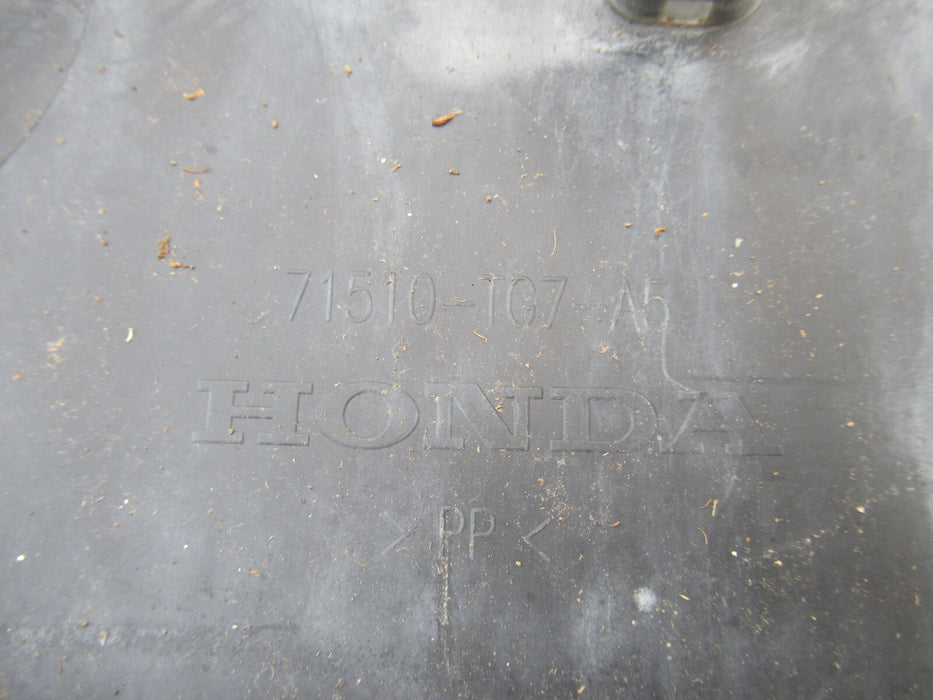 71510-TG7-A5
HONDA
> PP <